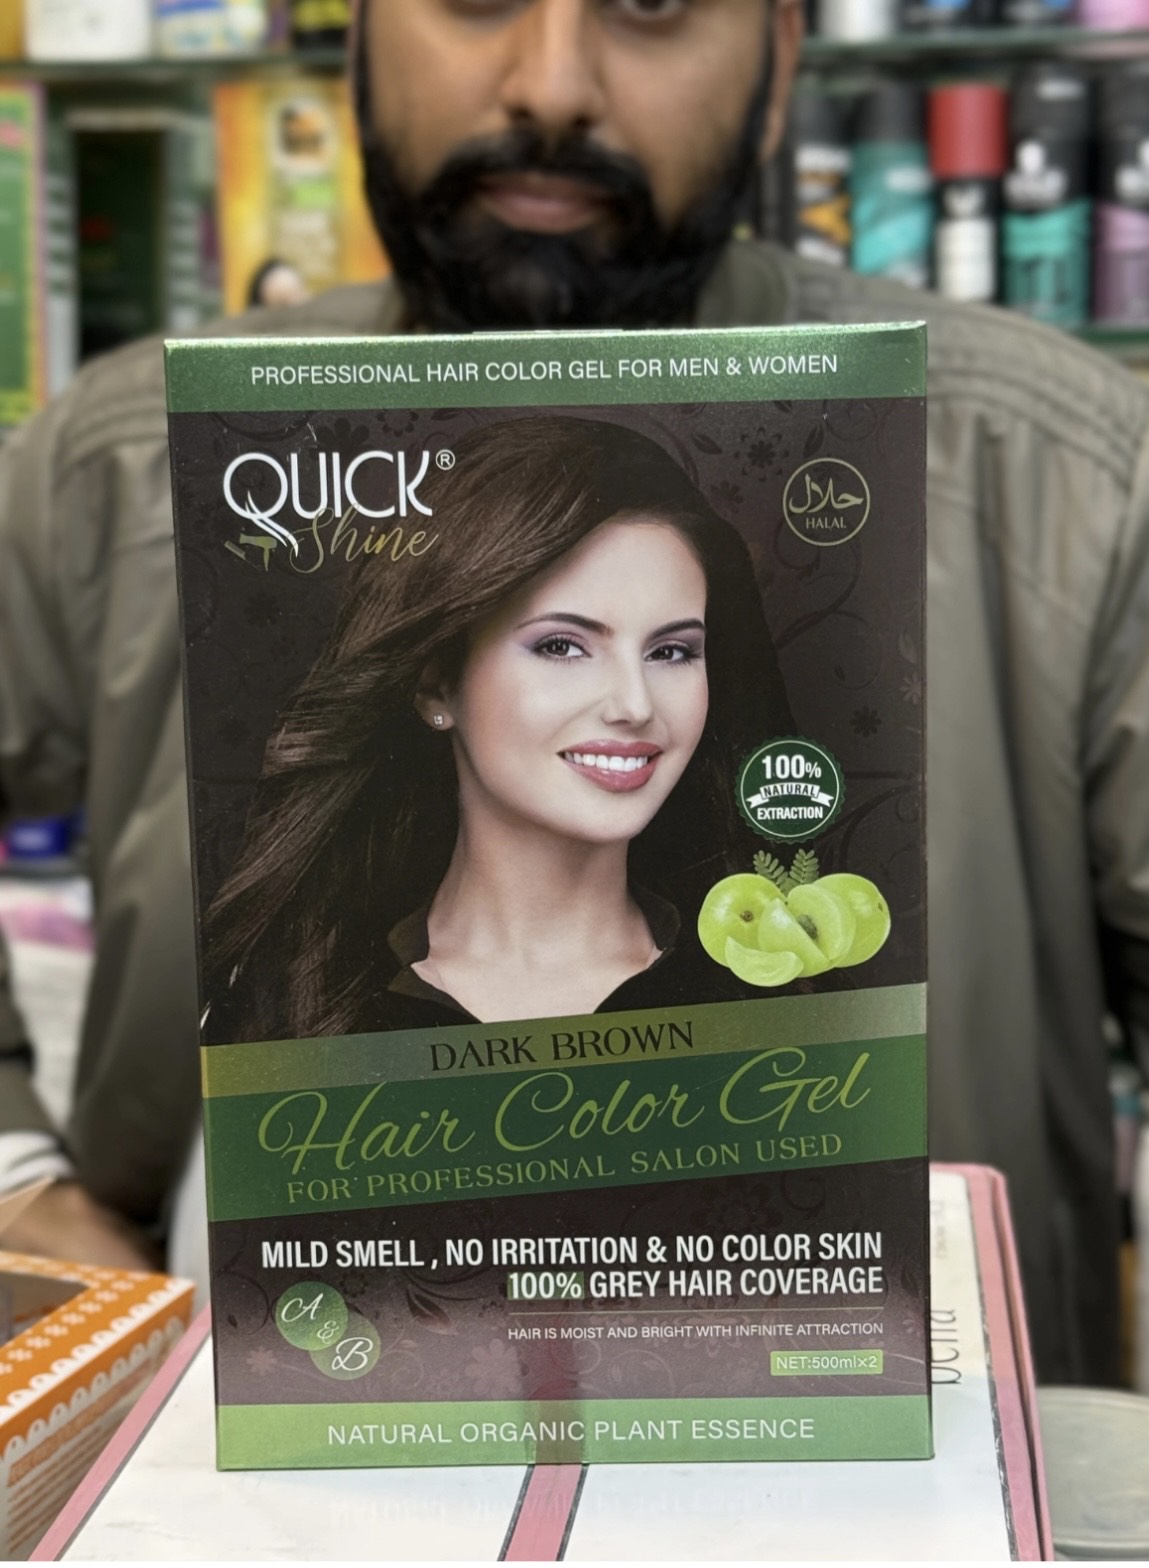 PROFESSIONAL HAIR COLOR GEL FOR MEN & WOMEN
QUICK®
Shine
حلال
HALAL
100%
NATURAL
EXTRACTION
DARK BROWN
Hair Color Gel
FOR PROFESSIONAL SALON USED
MILD SMELL , NO IRRITATION & NO COLOR SKIN
100% GREY HAIR COVERAGE
A
&
B
HAIR IS MOIST AND BRIGHT WITH INFINITE ATTRACTION
NET:500ml×2
NATURAL ORGANIC PLANT ESSENCE
bella